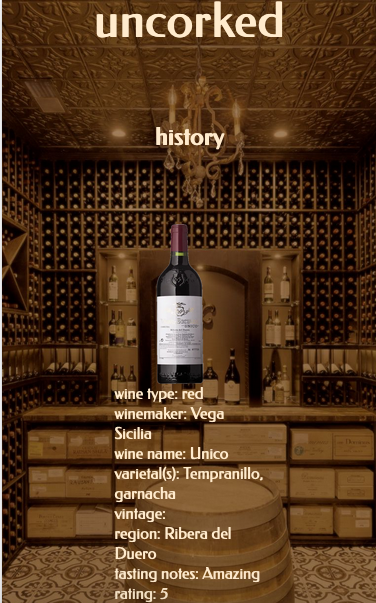 uncorked
history
wine type: red
winemaker: Vega
Sicilia
wine name: Unico
varietal(s): Tempranillo,
garnacha
vintage:
region: Ribera del
Duero
tasting notes: Amazing
rating: 5